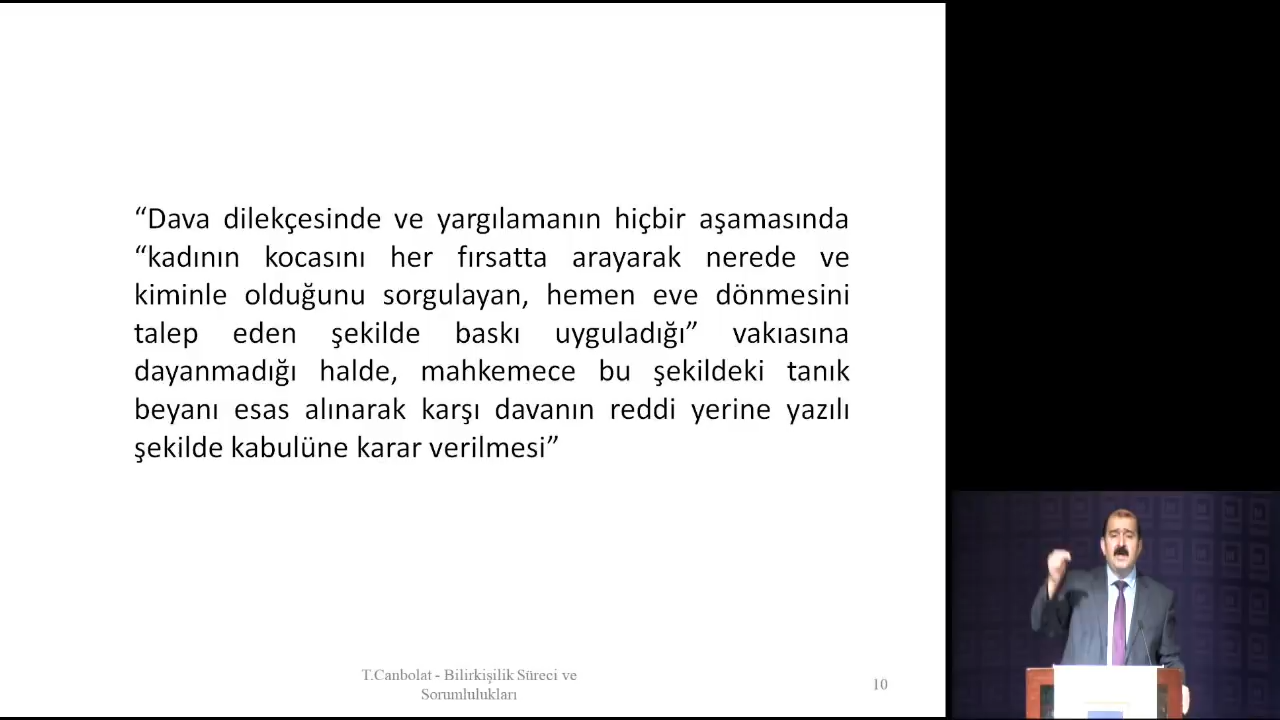 “Dava dilekçesinde ve yargılamanın hiçbir aşamasında
“kadının kocasını her fırsatta arayarak nerede ve
kiminle olduğunu sorgulayan, hemen eve dönmesini
talep eden şekilde baskı uyguladığı” vakıasına
dayanmadığı halde, mahkemece bu şekildeki tanık
beyanı esas alınarak karşı davanın reddi yerine yazılı
şekilde kabulüne karar verilmesi”
T.Canbolat - Bilirkişilik Süreci ve
Sorumlulukları
10